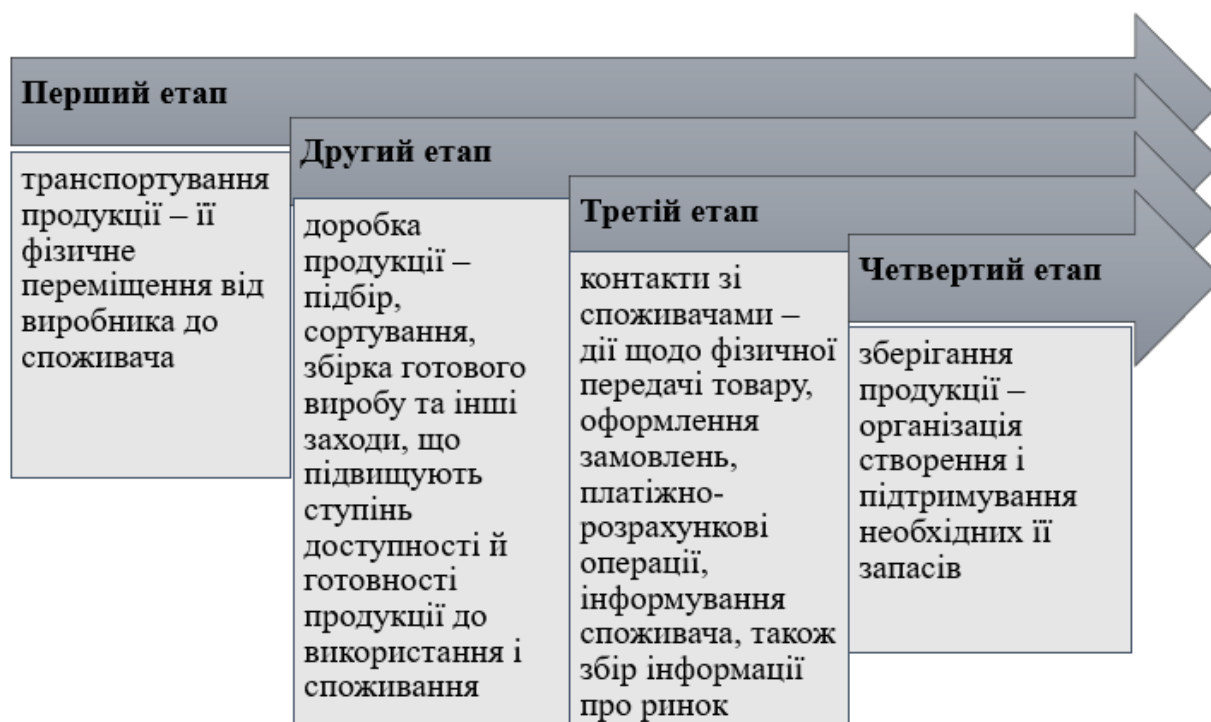 Перший етап
транспортування
продукції – її
фізичне
переміщення від
виробника до
споживача
Другий етап
доробка
продукції –
підбір,
сортування,
збірка готового
виробу та інші
заходи, що
підвищують
ступінь
доступності й
готовності
продукції до
використання і
споживання
Третій етап
контакти зі
споживачами –
дії щодо фізичної
передачі товару,
оформлення
замовлень,
платіжно-
розрахункові
операції,
інформування
споживача, також
збір інформації
про ринок
Четвертий етап
зберігання
продукції –
організація
створення і
підтримування
необхідних її
запасів